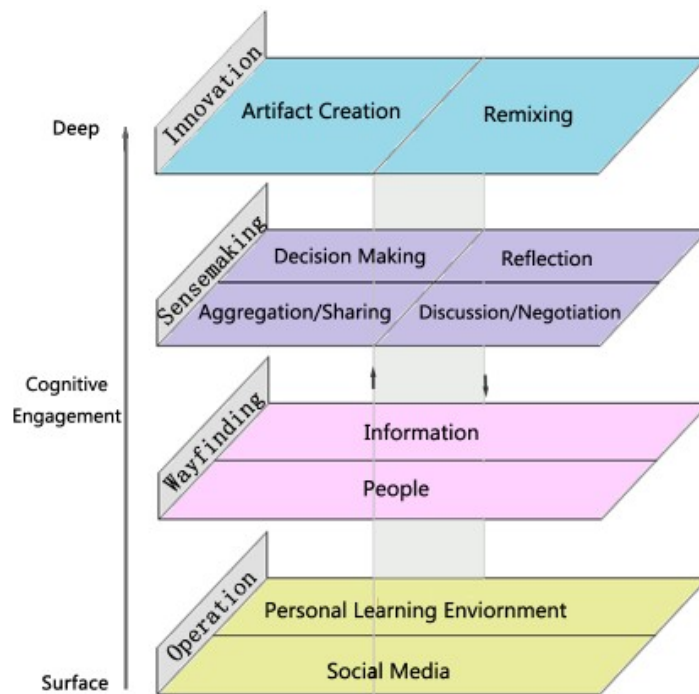 Innovation
Artifact Creation
Remixing
Deep
Sensemaking
Decision Making
Reflection
Aggregation/Sharing
Discussion/Negotiation
Cognitive
Engagement
Wayfinding
Information
People
Operation
Personal Learning Enviornment
Social Media
Surface